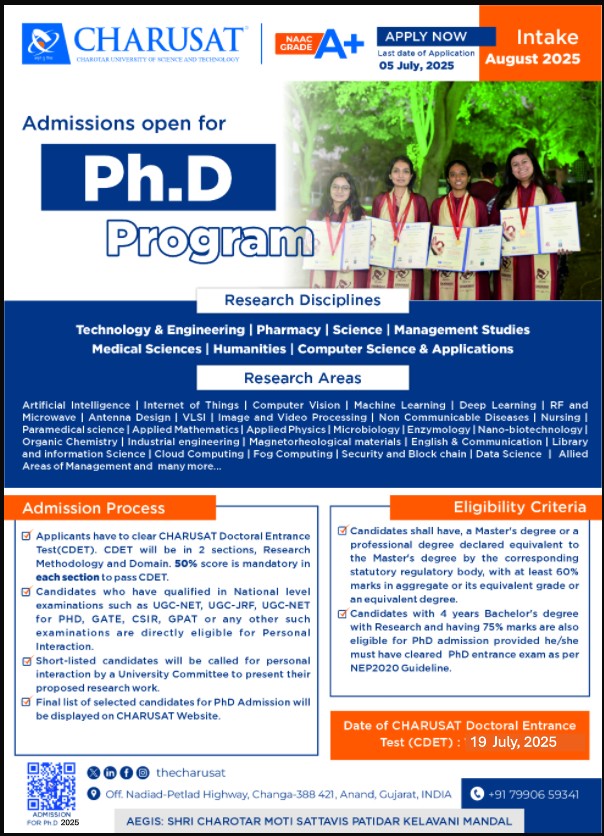 CHARUSAT
CHAROTAR UNIVERSITY OF SCIENCE AND TECHNOLOGY
NAAC
GRADE A+
APPLY NOW
Last date of Application
05 July, 2025
Intake
August 2025
Admissions open for
Ph.D
Program
Research Disciplines
Technology & Engineering | Pharmacy | Science | Management Studies
Medical Sciences | Humanities | Computer Science & Applications
Research Areas
Artificial Intelligence | Internet of Things | Computer Vision | Machine Learning | Deep Learning | RF and
Microwave | Antenna Design | VLSI | Image and Video Processing | Non Communicable Diseases | Nursing |
Paramedical science | Applied Mathematics | Applied Physics | Microbiology | Enzymology | Nano-biotechnology |
Organic Chemistry | Industrial engineering | Magnetorheological materials | English & Communication | Library
and information Science | Cloud Computing | Fog Computing | Security and Block chain | Data Science | Allied
Areas of Management and many more...
Admission Process
Applicants have to clear CHARUSAT Doctoral Entrance
Test(CDET). CDET will be in 2 sections, Research
Methodology and Domain. 50% score is mandatory in
each section to pass CDET.
Candidates who have qualified in National level
examinations such as UGC-NET, UGC-JRF, UGC-NET
for PHD, GATE, CSIR, GPAT or any other such
examinations are directly eligible for Personal
Interaction.
Short-listed candidates will be called for personal
interaction by a University Committee to present their
proposed research work.
Final list of selected candidates for PhD Admission will
be displayed on CHARUSAT Website.
Eligibility Criteria
Candidates shall have, a Master's degree or a
professional degree declared equivalent to
the Master's degree by the corresponding
statutory regulatory body, with at least 60%
marks in aggregate or its equivalent grade or
an equivalent degree.
Candidates with 4 years Bachelor's degree
with Research and having 75% marks are also
eligible for PhD admission provided he/she
must have cleared PhD entrance exam as per
NEP2020 Guideline.
Date of CHARUSAT Doctoral Entrance
Test (CDET) : 19 July, 2025
ADMISSION
FOR Ph.D 2025
thecharusat
Off. Nadiad-Petlad Highway, Changa-388 421, Anand, Gujarat, INDIA
+91 79906 59341
AEGIS: SHRI CHAROTAR MOTI SATTAVIS PATIDAR KELAVANI MANDAL